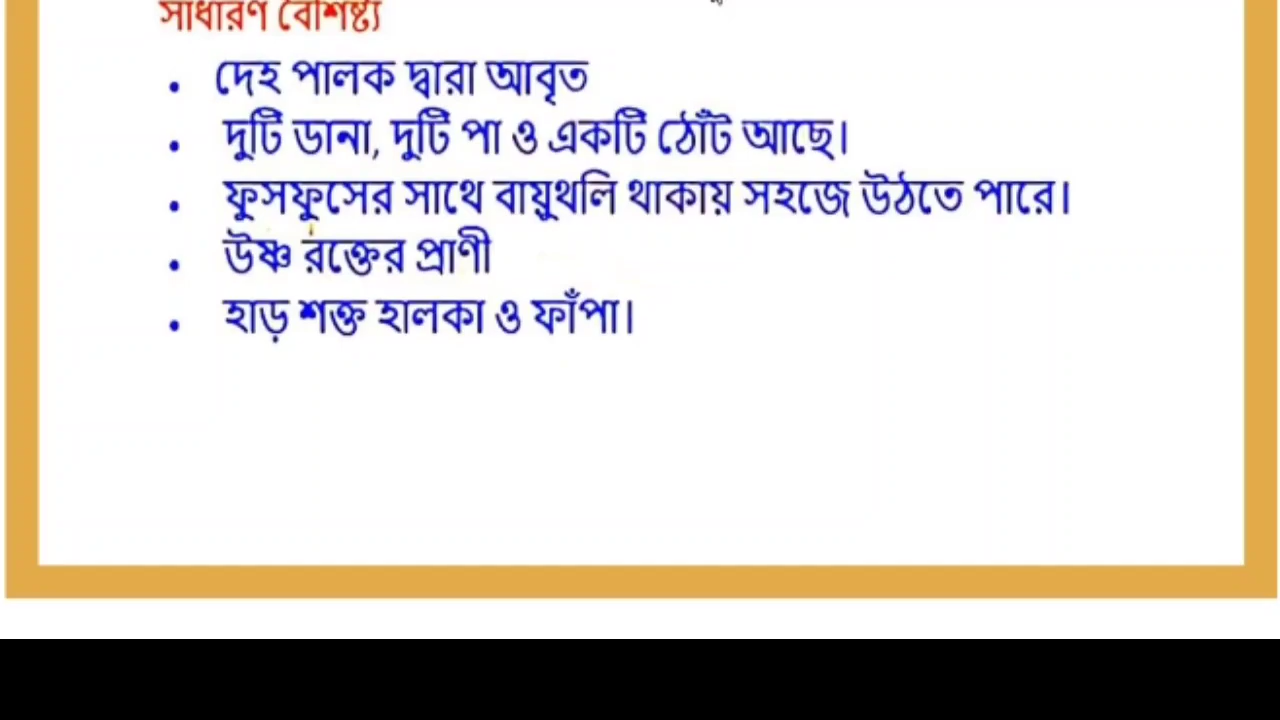 সাধারণ বৈশিষ্ট্য
• দেহ পালক দ্বারা আবৃত
• দুটি ডানা, দুটি পা ও একটি ঠোঁট আছে।
• ফুসফুসের সাথে বায়ুথলি থাকায় সহজে উঠতে পারে।
• উষ্ণ রক্তের প্রাণী
• হাড় শক্ত হালকা ও ফাঁপা।